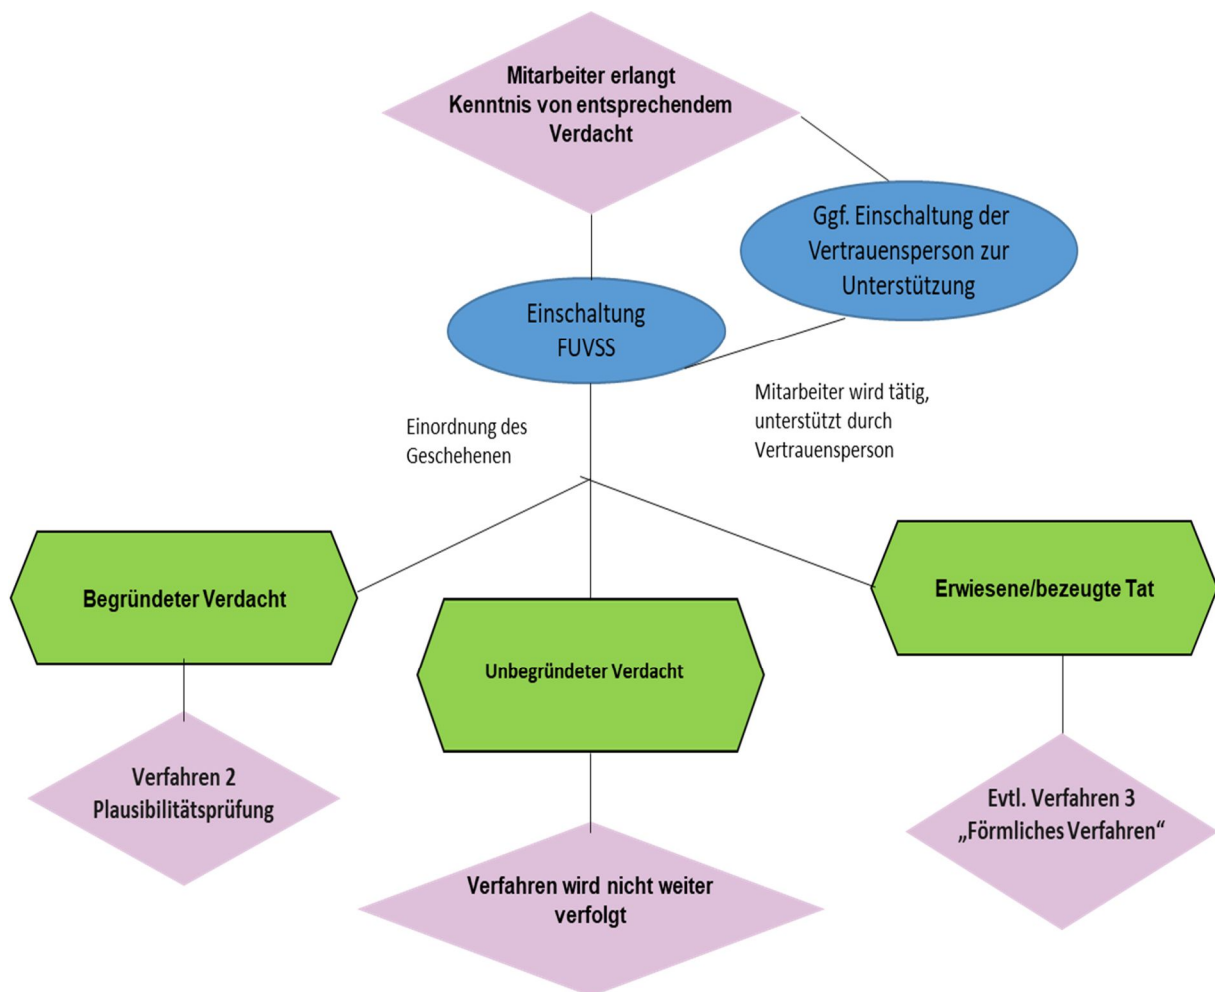 Mitarbeiter erlangt
Kenntnis von entsprechendem
Verdacht
Ggf. Einschaltung der
Vertrauensperson zur
Unterstützung
Einschaltung
FUVSS
Mitarbeiter wird tätig,
unterstützt durch
Vertrauensperson
Einordnung des
Geschehenen
Begründeter Verdacht
Unbegründeter Verdacht
Erwiesene/bezeugte Tat
Verfahren 2
Plausibilitätsprüfung
Verfahren wird nicht weiter
verfolgt
Evtl. Verfahren 3
„Förmliches Verfahren“